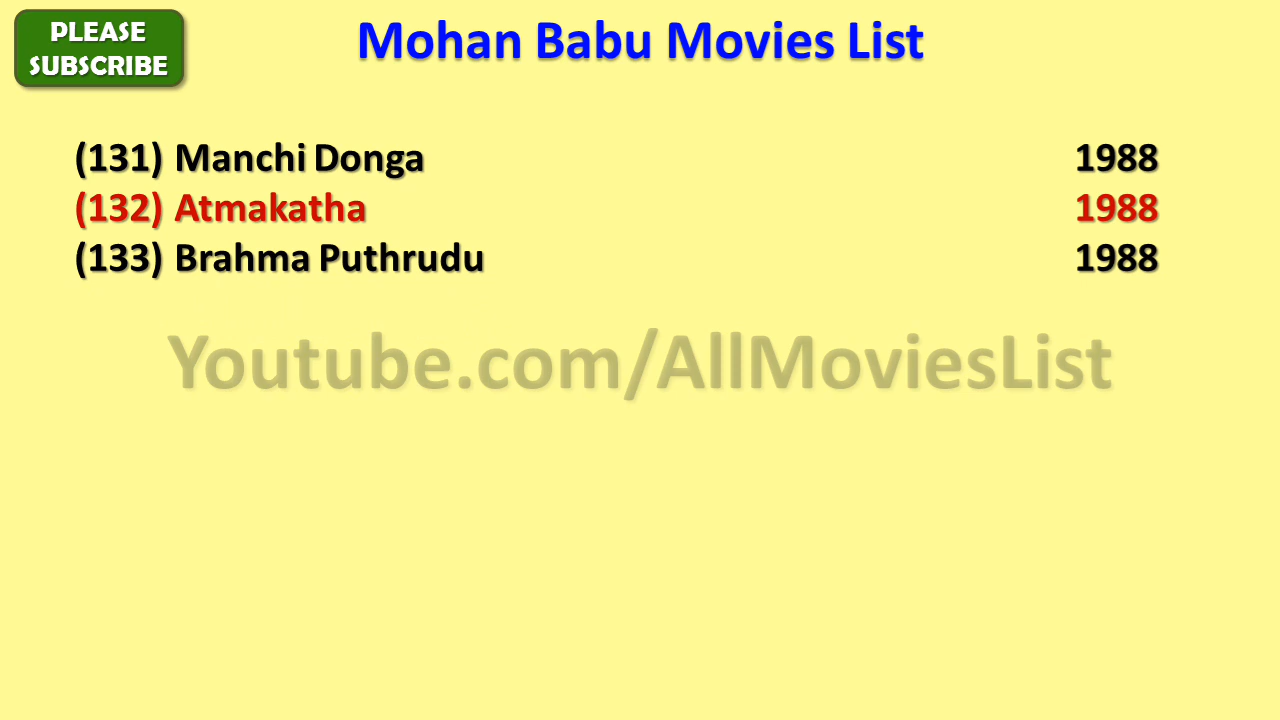 PLEASE
SUBSCRIBE
Mohan Babu Movies List
(131) Manchi Donga 1988
(132) Atmakatha 1988
(133) Brahma Puthrudu 1988
Youtube.com/AllMoviesList